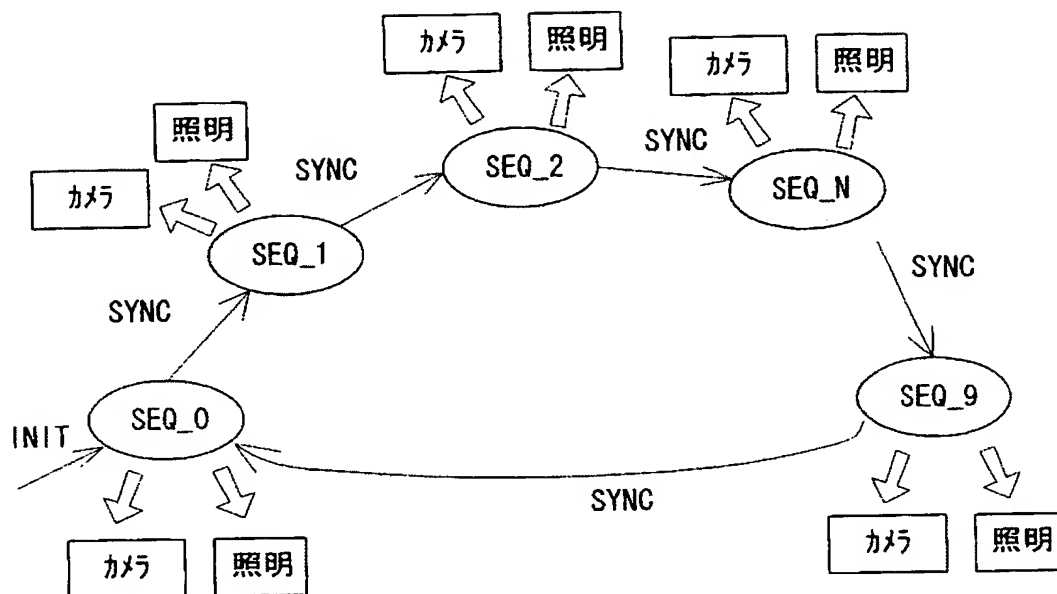 カメラ
照明
カメラ
照明
照明
SYNC
SEQ_2
SYNC
SEQ_N
カメラ
SEQ_1
SYNC
SYNC
SEQ_0
SEQ_9
INIT
SYNC
カメラ
照明
カメラ
照明